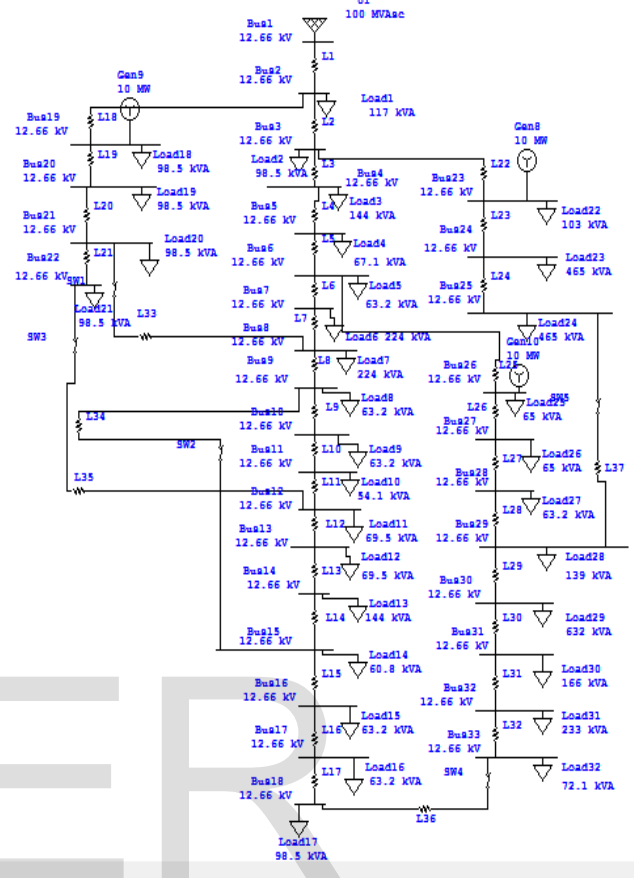 U1
100 MVAsc
Bus1
12.66 kV
L1
Bus2
12.66 kV
Gen9
10 MW
Load1
117 kVA
Bus19
12.66 kV
L18
L2
Bus3
12.66 kV
Gen8
10 MW
Bus20
12.66 kV
L19
Load18
98.5 kVA
Load2
98.5 kVA
L3
Bus4
12.66 kV
Bus23
12.66 kV
L22
Load19
98.5 kVA
Load3
144 kVA
Bus21
12.66 kV
L20
Bus5
12.66 kV
L4
Bus24
12.66 kV
L23
Load22
103 kVA
Load20
98.5 kVA
Bus6
12.66 kV
L5
Load4
67.1 kVA
Load23
465 kVA
Bus22
12.66 kV
L21
SW1
Bus7
12.66 kV
L6
Load5
63.2 kVA
Bus25
12.66 kV
L24
Load21
98.5 kVA
L33
L7
Bus8
12.66 kV
Load6 224 kVA
Load24
465 kVA
SW3
Gen10
10 MW
Bus9
12.66 kV
L8
Load7
224 kVA
Bus26
12.66 kV
L25
Load8
63.2 kVA
Load25
65 kVA
SW5
L34
Bus10
12.66 kV
L9
L26
Bus27
12.66 kV
SW2
Bus11
12.66 kV
L10
Load9
63.2 kVA
Load26
65 kVA
L27
L37
L35
L11
Load10
54.1 kVA
Bus28
12.66 kV
Bus12
12.66 kV
Load27
63.2 kVA
L28
Bus13
12.66 kV
L12
Load11
69.5 kVA
Bus29
12.66 kV
Load12
69.5 kVA
Load28
139 kVA
Bus14
12.66 kV
L13
L29
Bus30
12.66 kV
L14
Load13
144 kVA
L30
Load29
632 kVA
Bus15
12.66 kV
Bus31
12.66 kV
Load14
60.8 kVA
L15
L31
Load30
166 kVA
Bus16
12.66 kV
Bus32
12.66 kV
Load15
63.2 kVA
L16
Load31
233 kVA
L32
Bus17
12.66 kV
Bus33
12.66 kV
Load16
63.2 kVA
L17
SW4
Load32
72.1 kVA
Bus18
12.66 kV
L36
Load17
98.5 kVA
ER